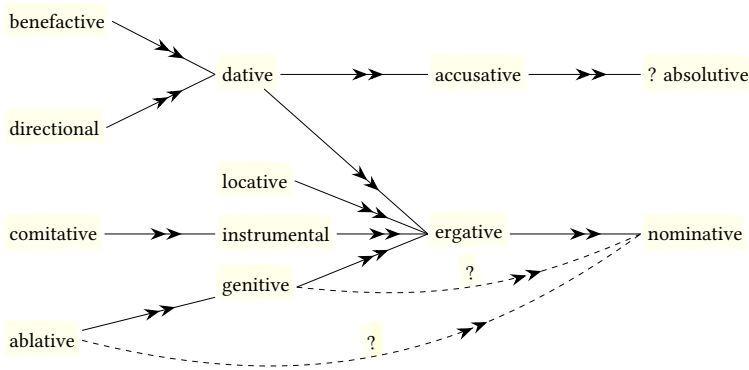 benefactive
dative
accusative
? absolutive
directional
locative
comitative
instrumental
ergative
nominative
genitive
?
ablative
?